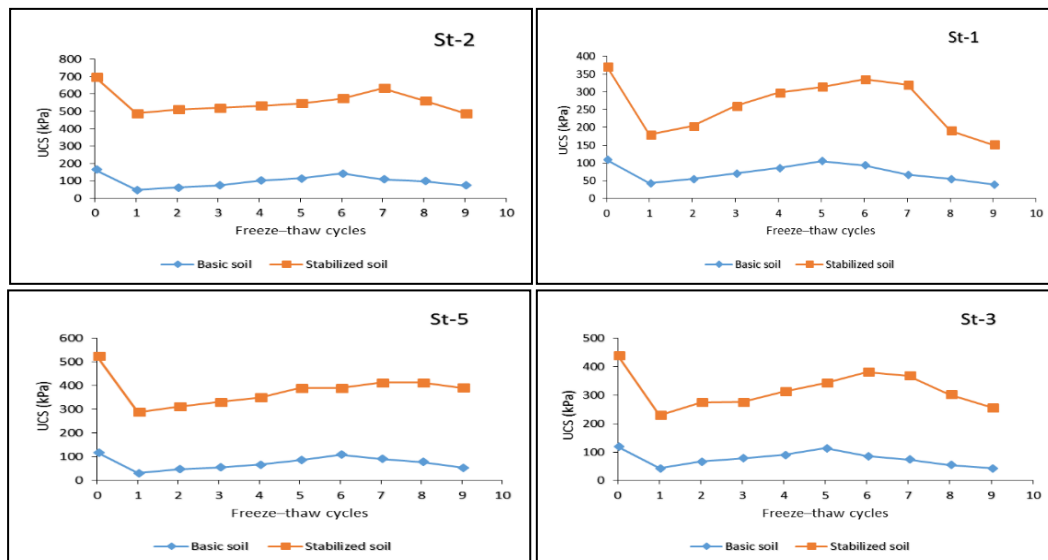 St-2
UCS (kPa)
800
700
600
500
400
300
200
100
0
0 1 2 3 4 5 6 7 8 9 10
Freeze–thaw cycles
Basic soil Stabilized soil
St-1
UCS (kPa)
400
350
300
250
200
150
100
50
0
0 1 2 3 4 5 6 7 8 9 10
Freeze–thaw cycles
Basic soil Stabilized soil
St-5
UCS (kPa)
600
500
400
300
200
100
0
0 1 2 3 4 5 6 7 8 9 10
Freeze–thaw cycles
Basic soil Stabilized soil
St-3
UCS (kPa)
500
400
300
200
100
0
0 1 2 3 4 5 6 7 8 9 10
Freeze–thaw cycles
Basic soil Stabilized soil